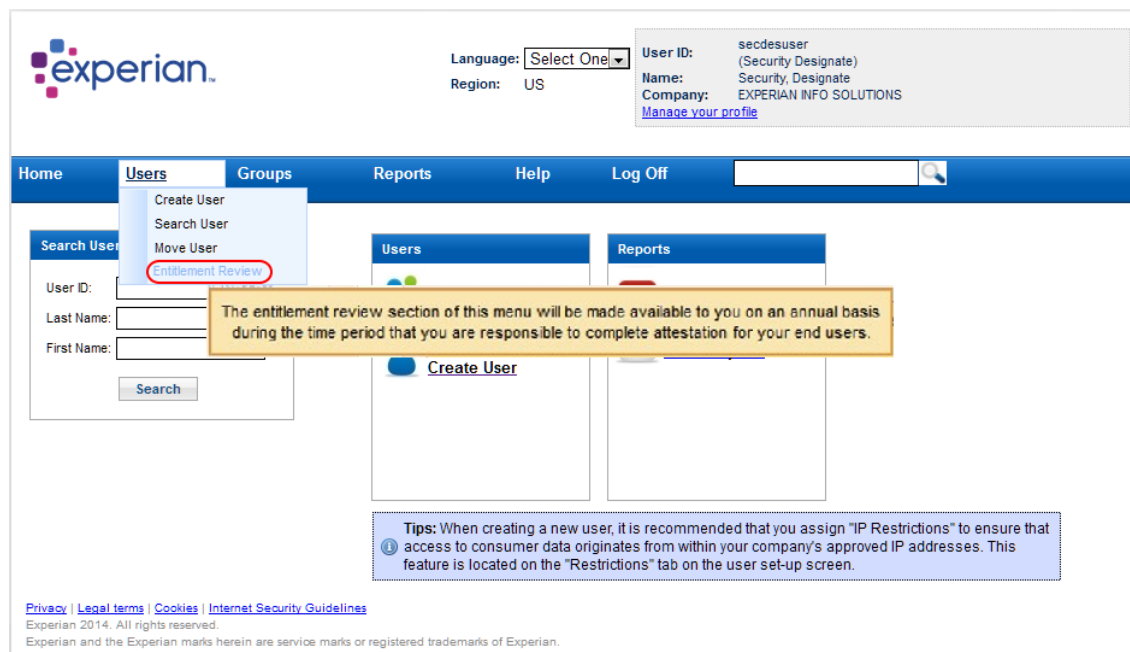 experian
Language: Select One
Region: US
User ID: secdesuser
(Security Designate)
Name: Security, Designate
Company: EXPERIAN INFO SOLUTIONS
Manage your profile
Home Users Groups Reports Help Log Off
Create User
Search User
Move User
Entitlement Review
Search User
User ID:
Last Name:
First Name:
Search
Users
Reports
The entitlement review section of this menu will be made available to you on an annual basis
during the time period that you are responsible to complete attestation for your end users.
Create User
Tips: When creating a new user, it is recommended that you assign "IP Restrictions" to ensure that
access to consumer data originates from within your company's approved IP addresses. This
feature is located on the "Restrictions" tab on the user set-up screen.
Privacy | Legal terms | Cookies | Internet Security Guidelines
Experian 2014. All rights reserved.
Experian and the Experian marks herein are service marks or registered trademarks of Experian.